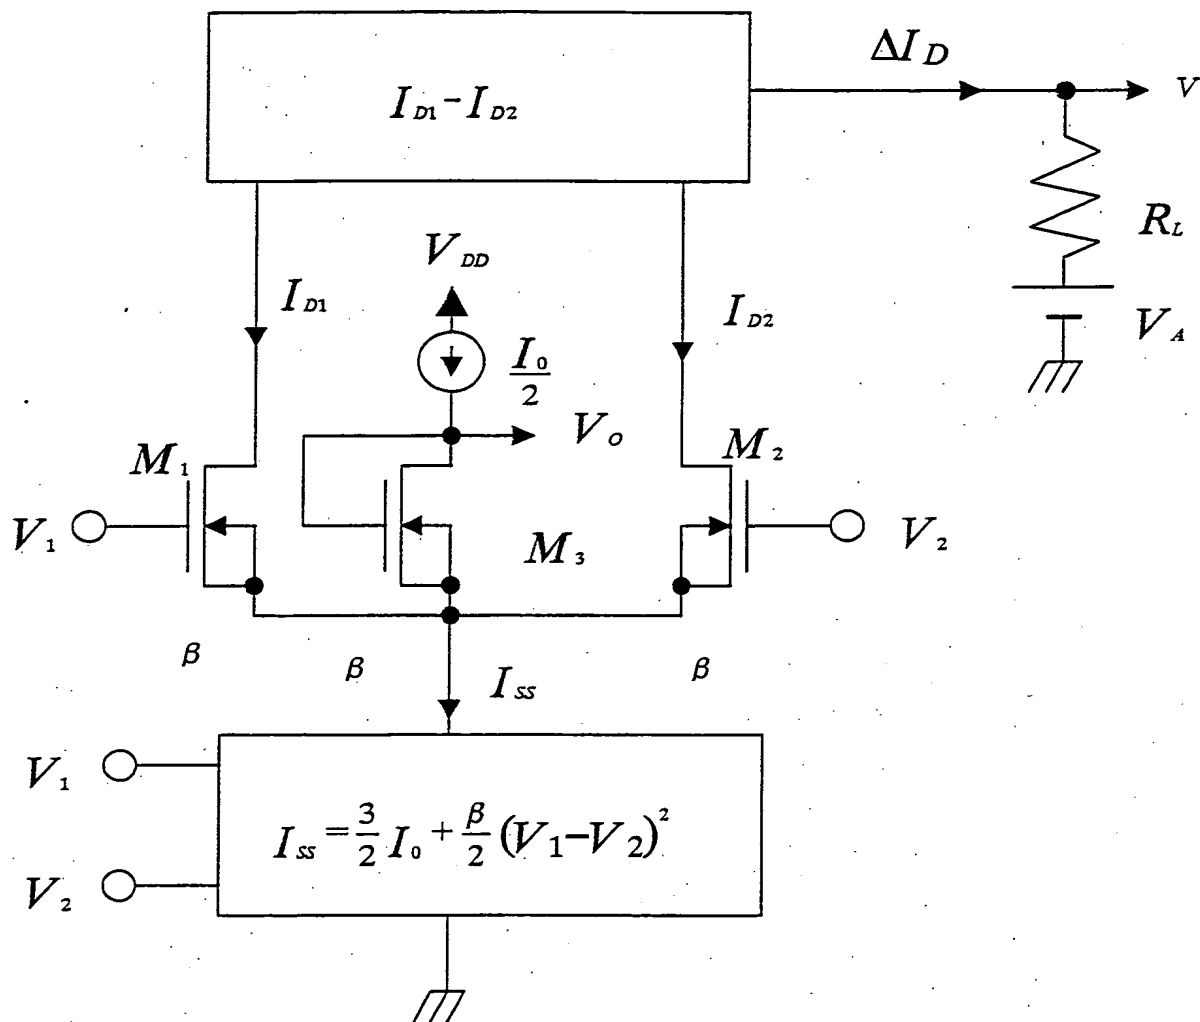 ΔI_D
V
I_D1 - I_D2
R_L
V_A
V_DD
I_D1
I_D2
I_0/2
V_O
M_1
M_2
V_1
V_2
M_3
β
β
β
I_SS
V_1
I_SS = 3/2 I_0 + β/2 (V_1 - V_2)^2
V_2